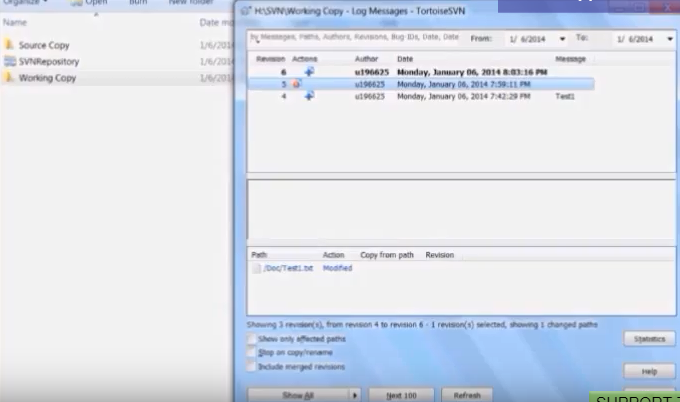 Organize Open Burn New folder
H:\SVN\Working Copy - Log Messages - TortoiseSVN
Name Date mo
by Messages, Paths, Authors, Revisions, Bug IDs, Date, Date From: 1/ 6/2014 To: 1/ 6/2014
Source Copy 1/6/201
SVNRepository 1/6/201
Working Copy 1/6/201
Revision Actions Author Date Message
6 u196625 Monday, January 06, 2014 8:03:16 PM
5 u196625 Monday, January 06, 2014 7:59:11 PM
4 u196625 Monday, January 06, 2014 7:42:29 PM Test1
Path Action Copy from path Revision
/Doc/Test1.txt Modified
Showing 3 revision(s), from revision 4 to revision 6 - 1 revision(s) selected, showing 1 changed paths
Show only affected paths
Statistics
Stop on copy/rename
Include merged revisions
Help
Show All Next 100 Refresh